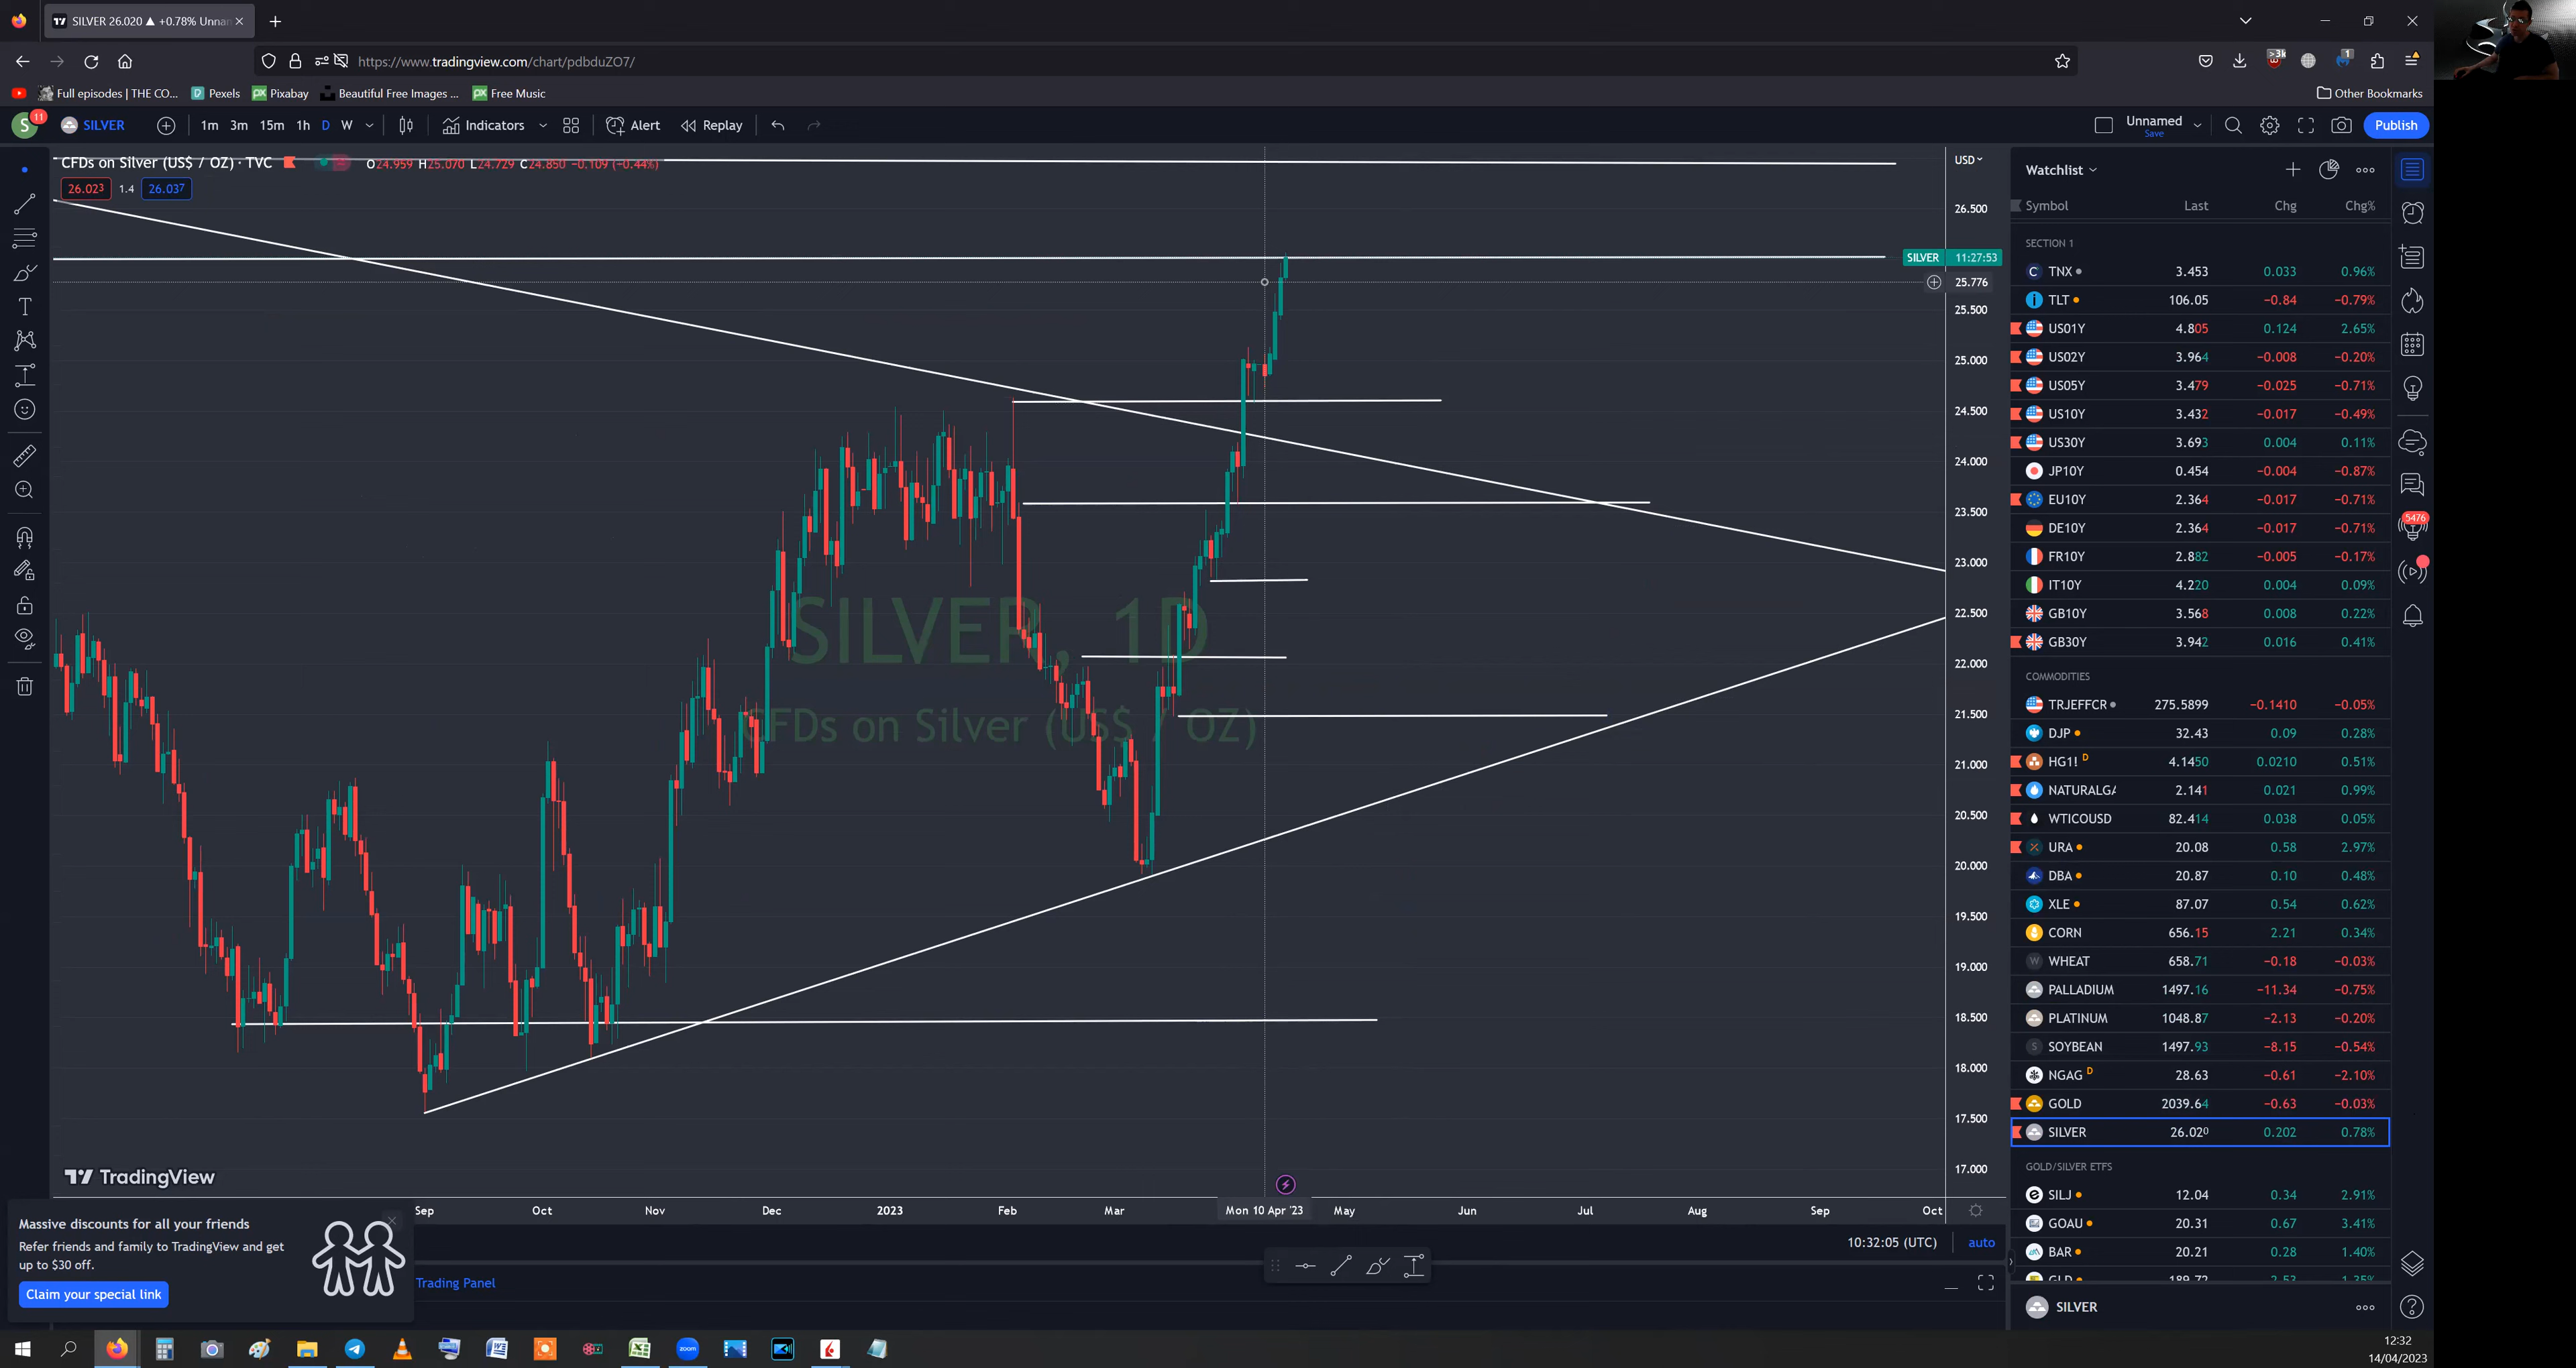 SILVER 26.020 ▲ +0.78% Unnan
https://www.tradingview.com/chart/pdbduZO7/
>3k
1
Full episodes | THE CO...
Pexels
Pixabay
Beautiful Free Images ...
Free Music
Other Bookmarks
S
11
SILVER
1m 3m 15m 1h D W
Indicators
Alert
Replay
Unnamed
Save
Publish
CFDs on Silver (US$ / OZ) · TVC
O24.959 H25.070 L24.729 C24.850 −0.109 (−0.44%)
26.023 1.4 26.037
USD
26.500
SILVER 11:27:53
25.776
25.500
25.000
24.500
24.000
23.500
23.000
22.500
22.000
21.500
21.000
20.500
20.000
19.500
19.000
18.500
18.000
17.500
17.000
SILVER, 1D
CFDs on Silver (US$ / OZ)
TradingView
Sep Oct Nov Dec 2023 Feb Mar Mon 10 Apr '23 May Jun Jul Aug Sep Oct
10:32:05 (UTC)
auto
Massive discounts for all your friends
Refer friends and family to TradingView and get
up to $30 off.
Claim your special link
Trading Panel
Watchlist
Symbol Last Chg Chg%
SECTION 1
TNX 3.453 0.033 0.96%
TLT 106.05 −0.84 −0.79%
US01Y 4.805 0.124 2.65%
US02Y 3.964 −0.008 −0.20%
US05Y 3.479 −0.025 −0.71%
US10Y 3.432 −0.017 −0.49%
US30Y 3.693 0.004 0.11%
JP10Y 0.454 −0.004 −0.87%
EU10Y 2.364 −0.017 −0.71%
DE10Y 2.364 −0.017 −0.71%
FR10Y 2.882 −0.005 −0.17%
IT10Y 4.220 0.004 0.09%
GB10Y 3.568 0.008 0.22%
GB30Y 3.942 0.016 0.41%
COMMODITIES
TRJEFFCR 275.5899 −0.1410 −0.05%
DJP 32.43 0.09 0.28%
HG1! D 4.1450 0.0210 0.51%
NATURALGA 2.141 0.021 0.99%
WTICOUSD 82.414 0.038 0.05%
URA 20.08 0.58 2.97%
DBA 20.87 0.10 0.48%
XLE 87.07 0.54 0.62%
CORN 656.15 2.21 0.34%
W WHEAT 658.71 −0.18 −0.03%
PALLADIUM 1497.16 −11.34 −0.75%
PLATINUM 1048.87 −2.13 −0.20%
S SOYBEAN 1497.93 −8.15 −0.54%
NGAG D 28.63 −0.61 −2.10%
GOLD 2039.64 −0.63 −0.03%
SILVER 26.020 0.202 0.78%
GOLD/SILVER ETFS
SILJ 12.04 0.34 2.91%
GOAU 20.31 0.67 3.41%
BAR 20.21 0.28 1.40%
GLD 189.72 2.53 1.35%
SILVER
5476
zoom
12:32
14/04/2023